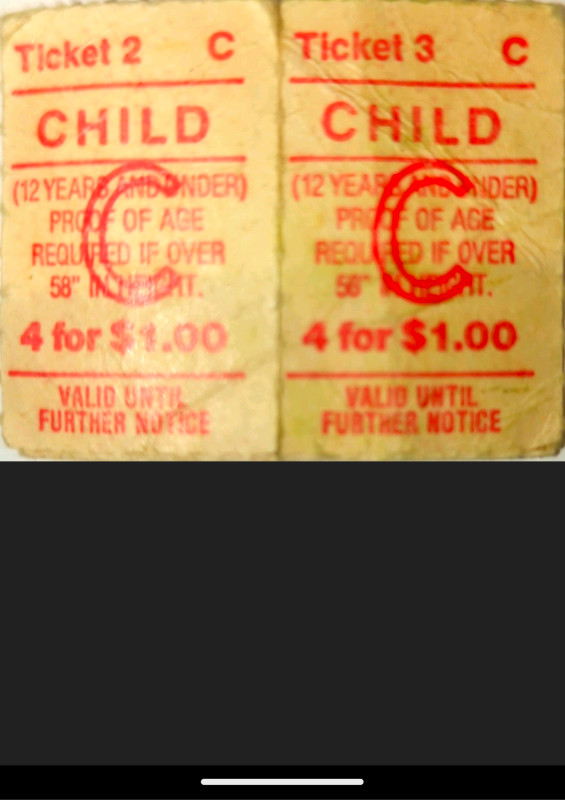 Ticket 2 C
CHILD
(12 YEARS AND UNDER)
PROOF OF AGE
REQUIRED IF OVER
58" IN HEIGHT.
4 for $1.00
VALID UNTIL
FURTHER NOTICE
C
Ticket 3 C
CHILD
(12 YEARS AND UNDER)
PROOF OF AGE
REQUIRED IF OVER
IN HEIGHT.
4 for $1.00
VALID UNTIL
FURTHER NOTICE
C